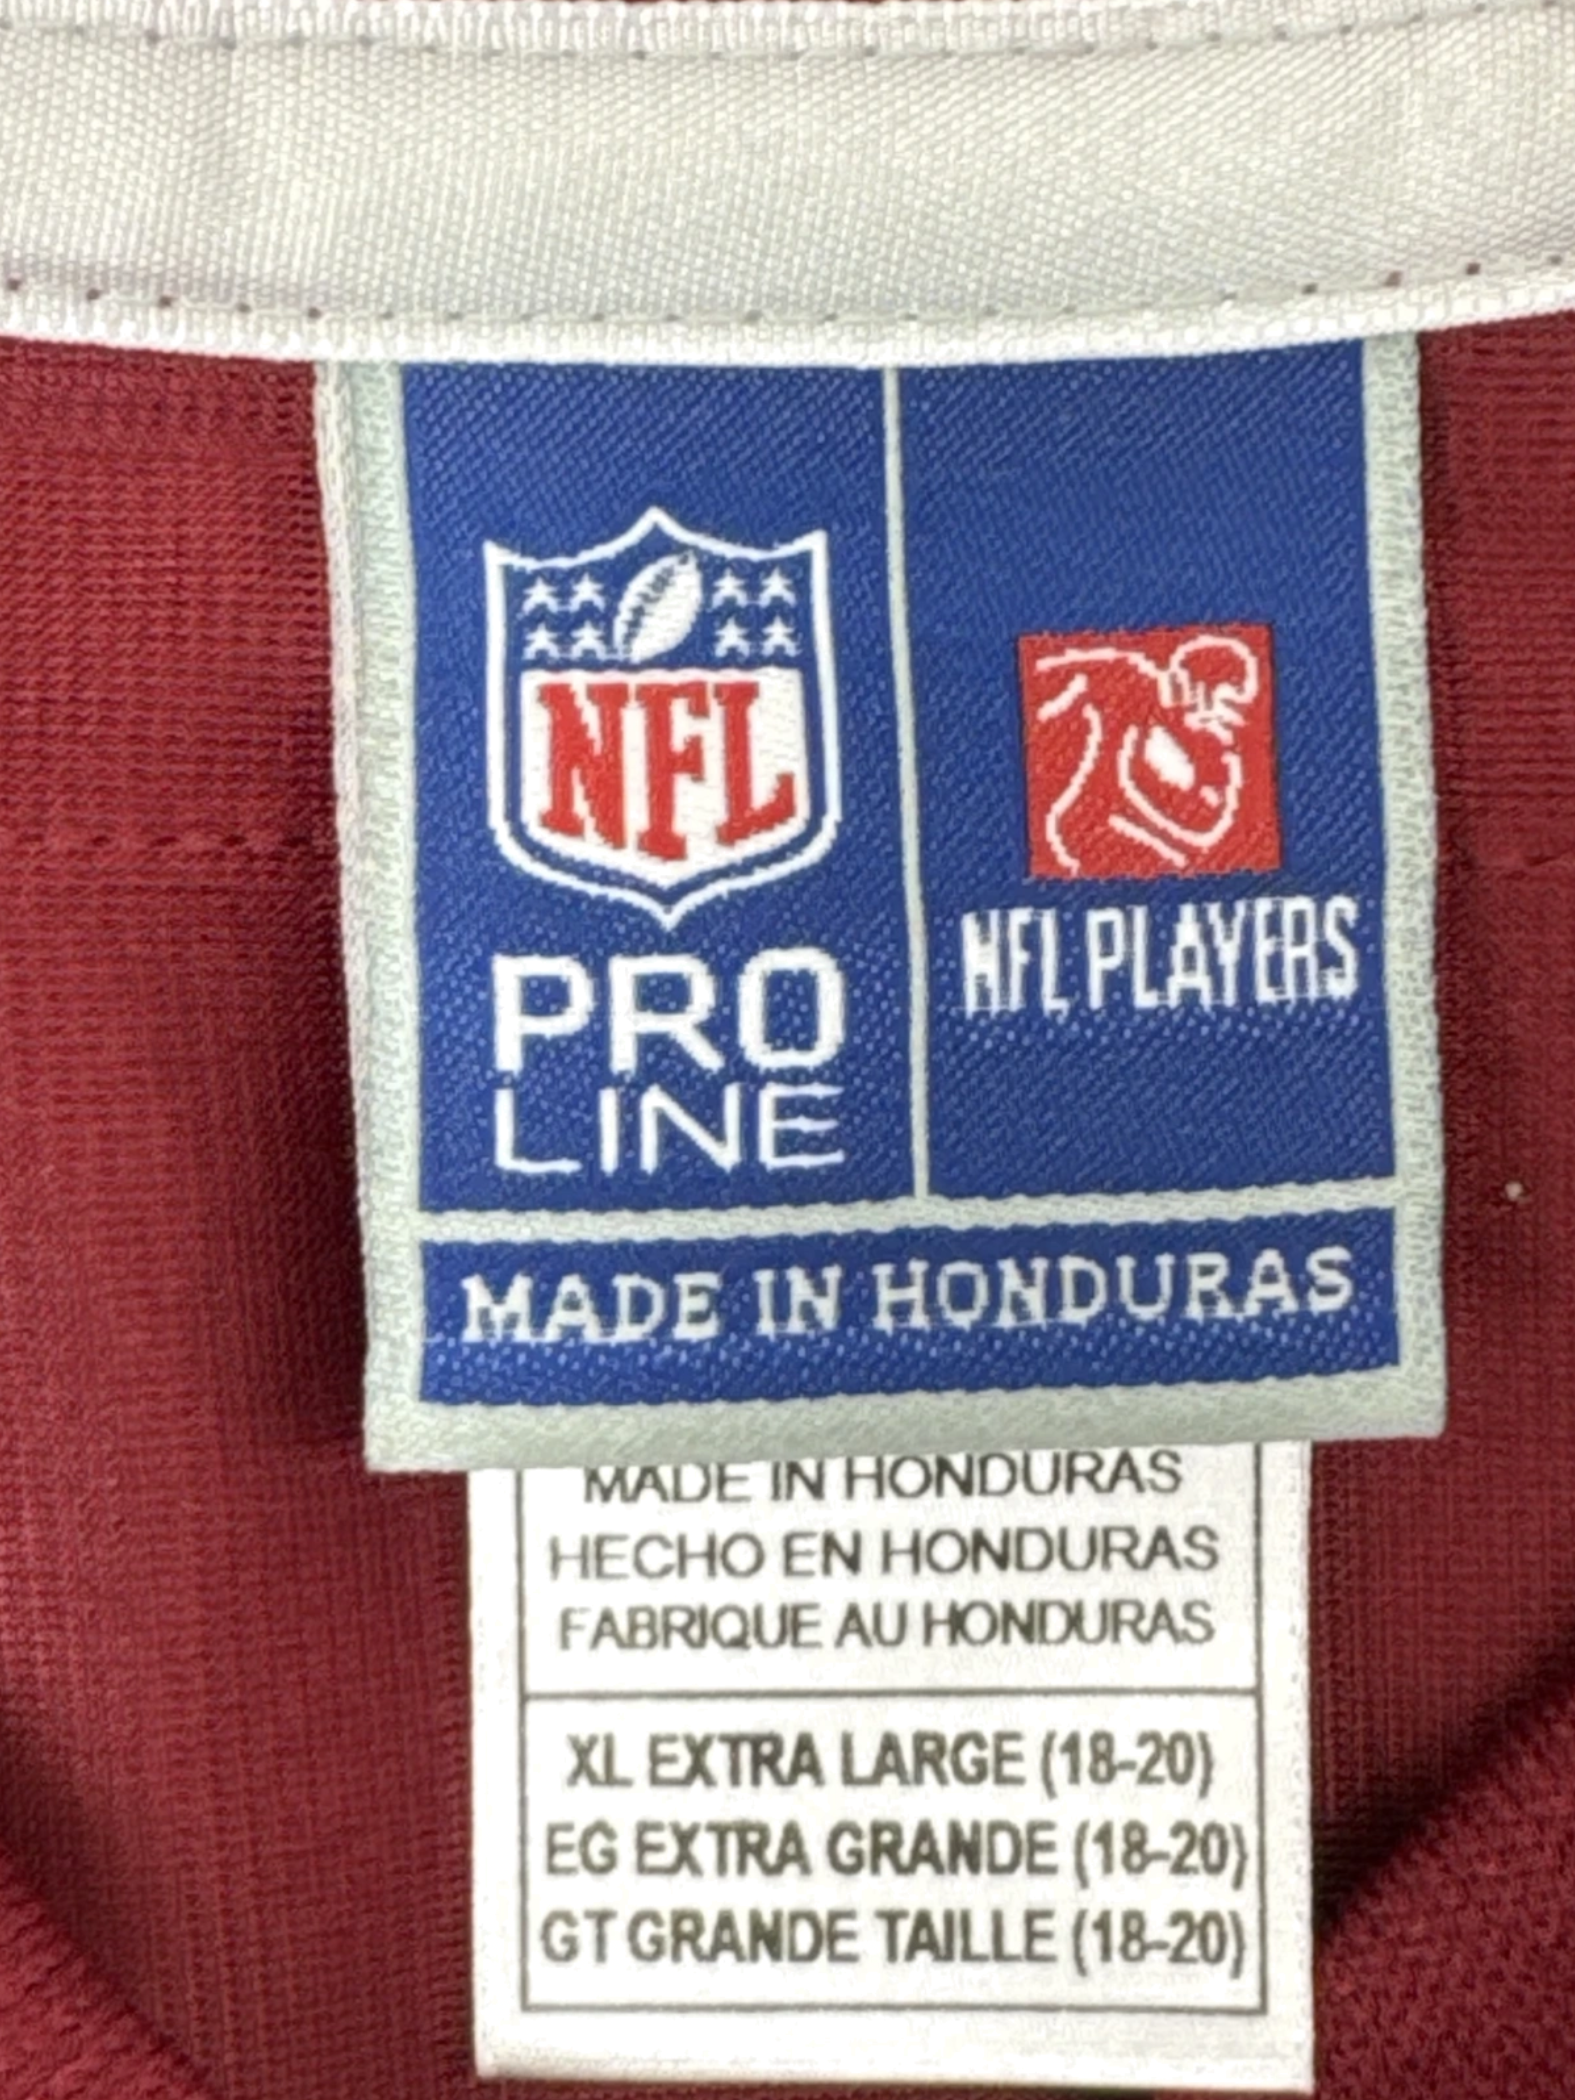 NFL
PRO
LINE
NFL PLAYERS
MADE IN HONDURAS
MADE IN HONDURAS
HECHO EN HONDURAS
FABRIQUE AU HONDURAS
XL EXTRA LARGE (18-20)
EG EXTRA GRANDE (18-20)
GT GRANDE TAILLE (18-20)